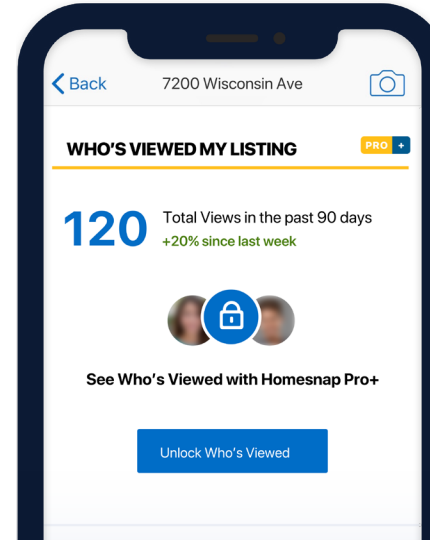 Back
7200 Wisconsin Ave
WHO'S VIEWED MY LISTING
PRO +
120
Total Views in the past 90 days
+20% since last week
See Who's Viewed with Homesnap Pro+
Unlock Who's Viewed